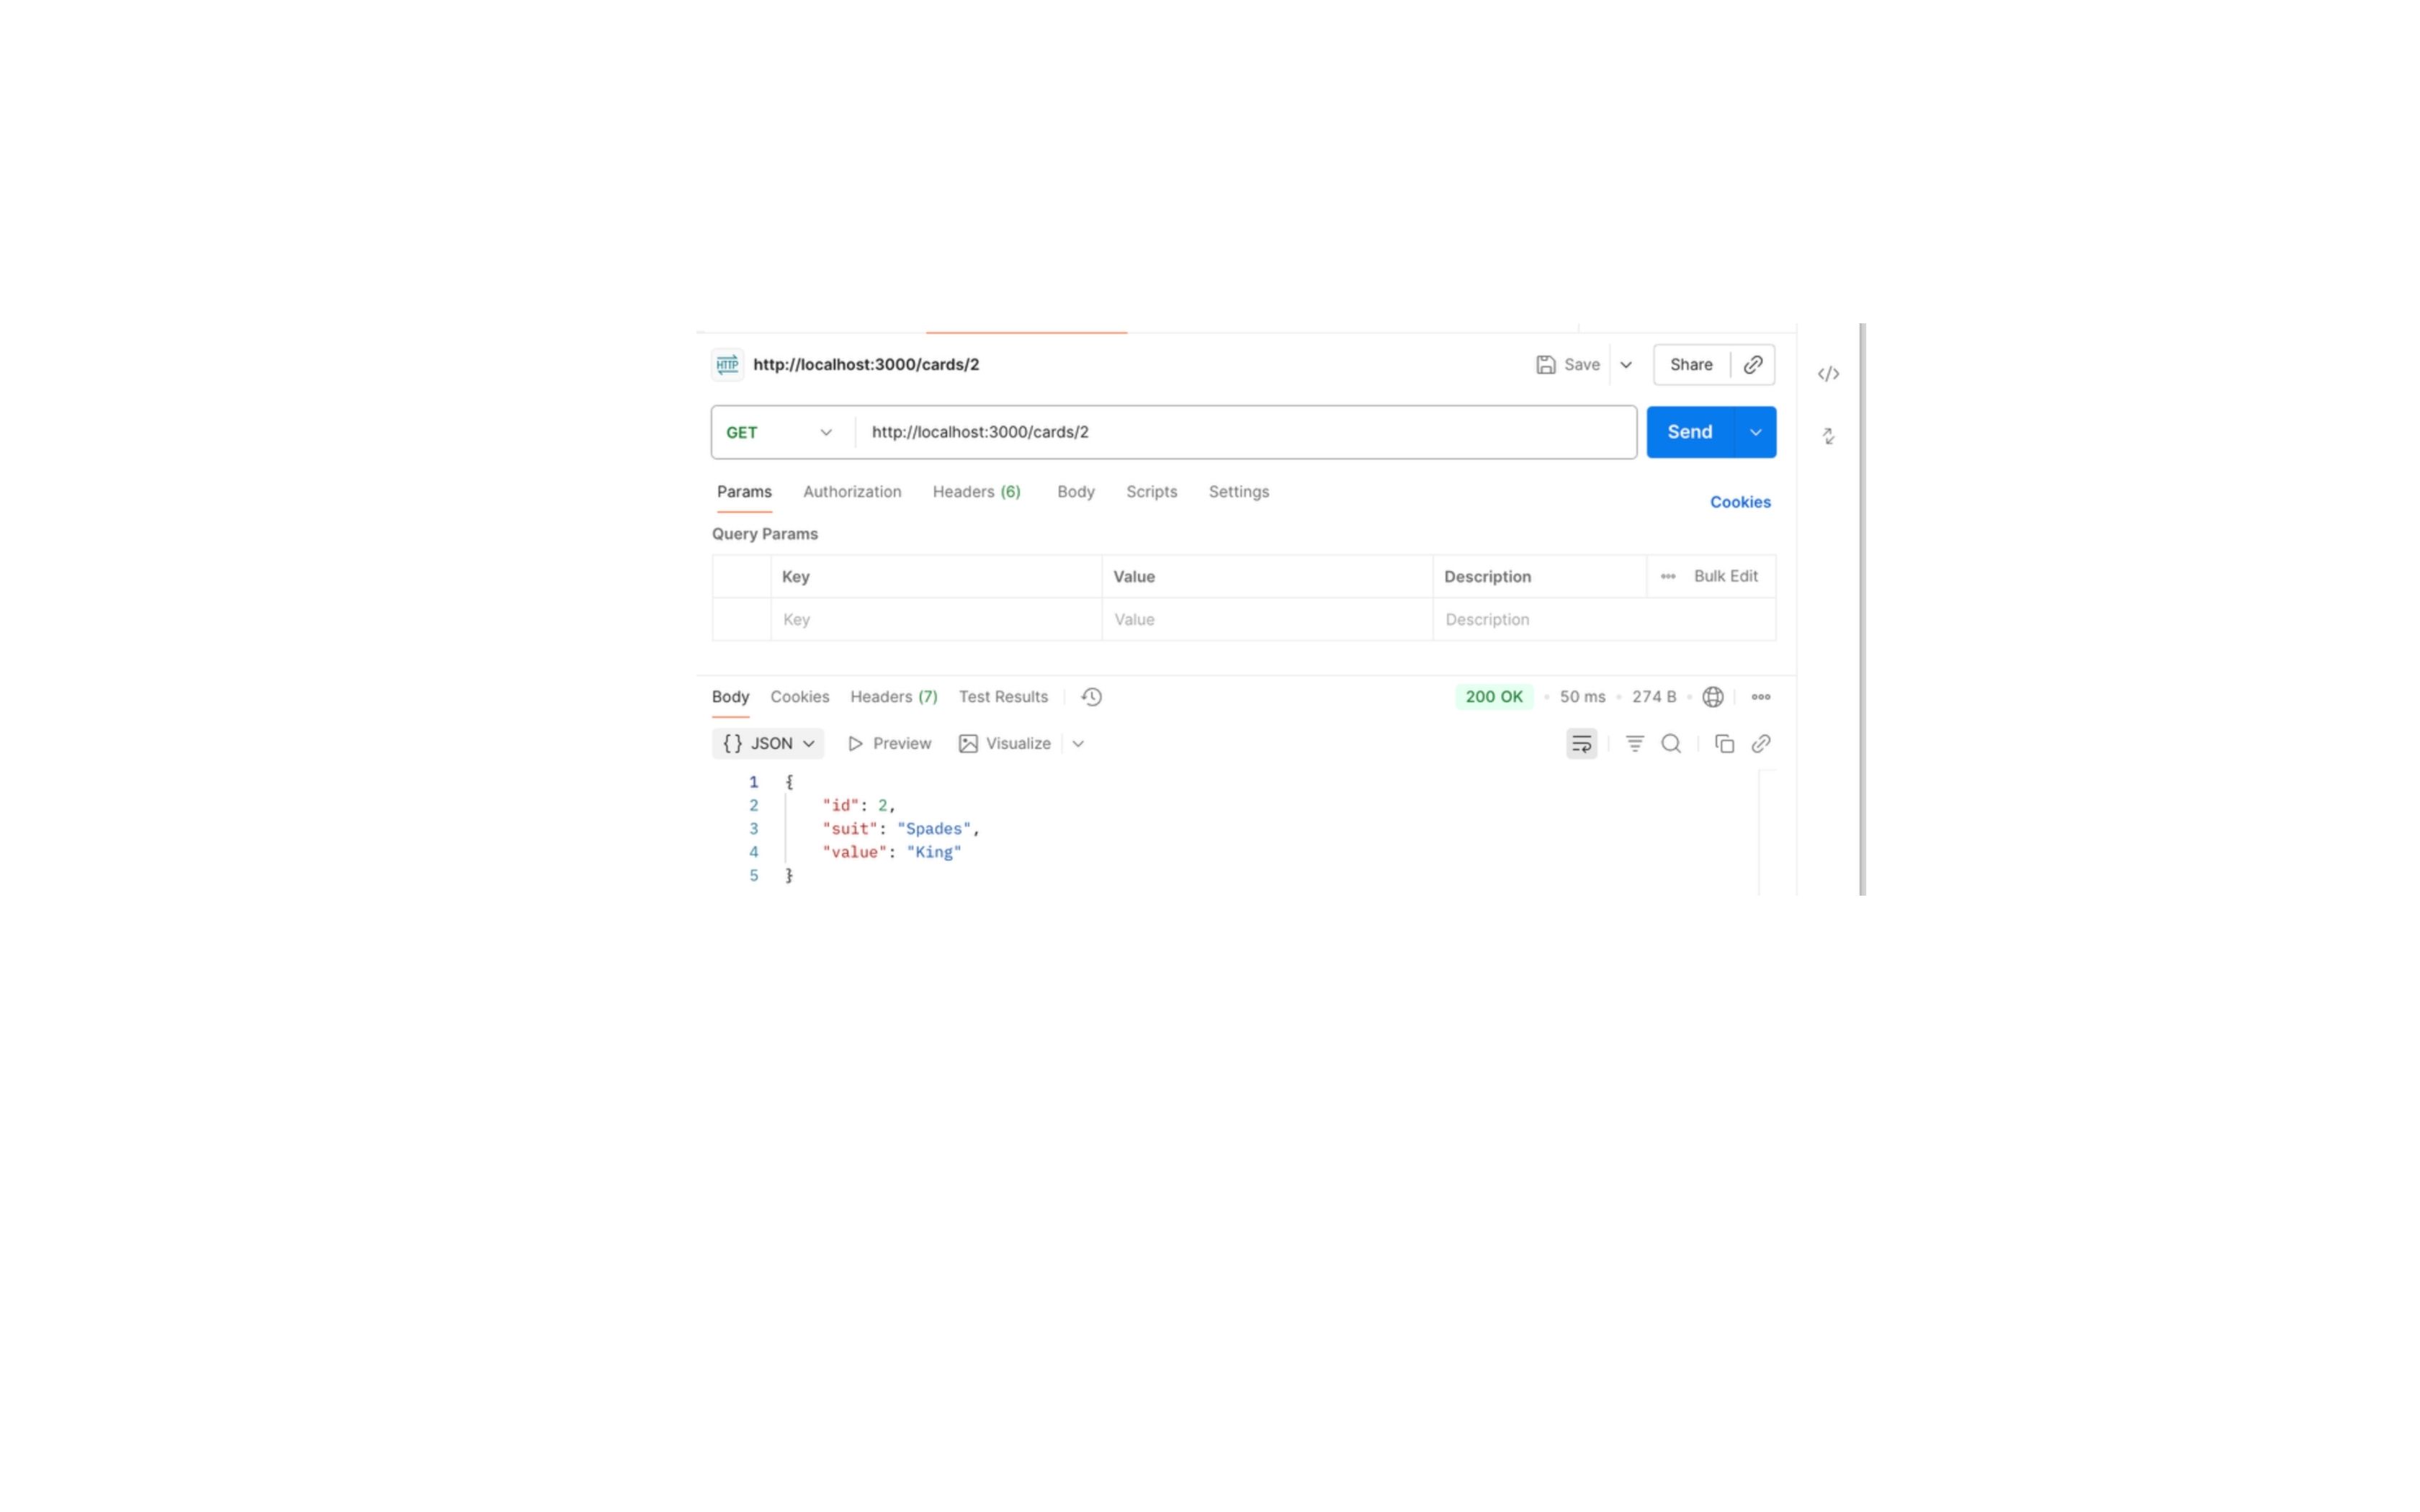 HTTP http://localhost:3000/cards/2 Save Share </>
GET http://localhost:3000/cards/2 Send
Params Authorization Headers (6) Body Scripts Settings Cookies
Query Params
Key Value Description ••• Bulk Edit
Key Value Description
Body Cookies Headers (7) Test Results 200 OK • 50 ms • 274 B •
{} JSON Preview Visualize
1 {
2 "id": 2,
3 "suit": "Spades",
4 "value": "King"
5 }